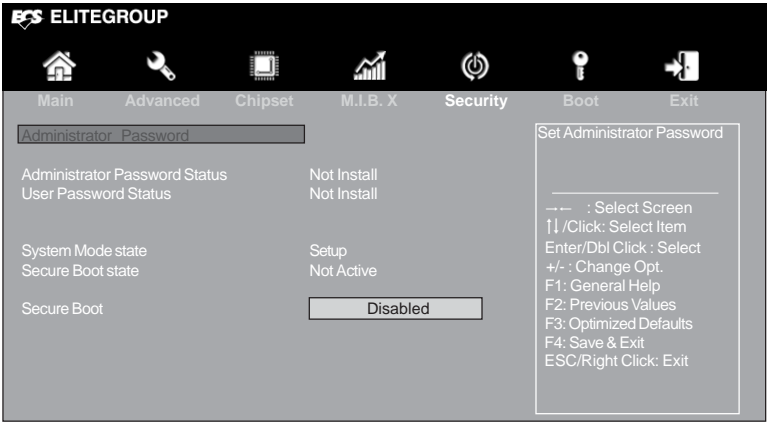 ECS ELITEGROUP
Main Advanced Chipset M.I.B. X Security Boot Exit
Administrator Password
Administrator Password Status Not Install
User Password Status Not Install
System Mode state Setup
Secure Boot state Not Active
Secure Boot Disabled
Set Administrator Password
→← : Select Screen
↑↓/Click: Select Item
Enter/Dbl Click : Select
+/- : Change Opt.
F1: General Help
F2: Previous Values
F3: Optimized Defaults
F4: Save & Exit
ESC/Right Click: Exit